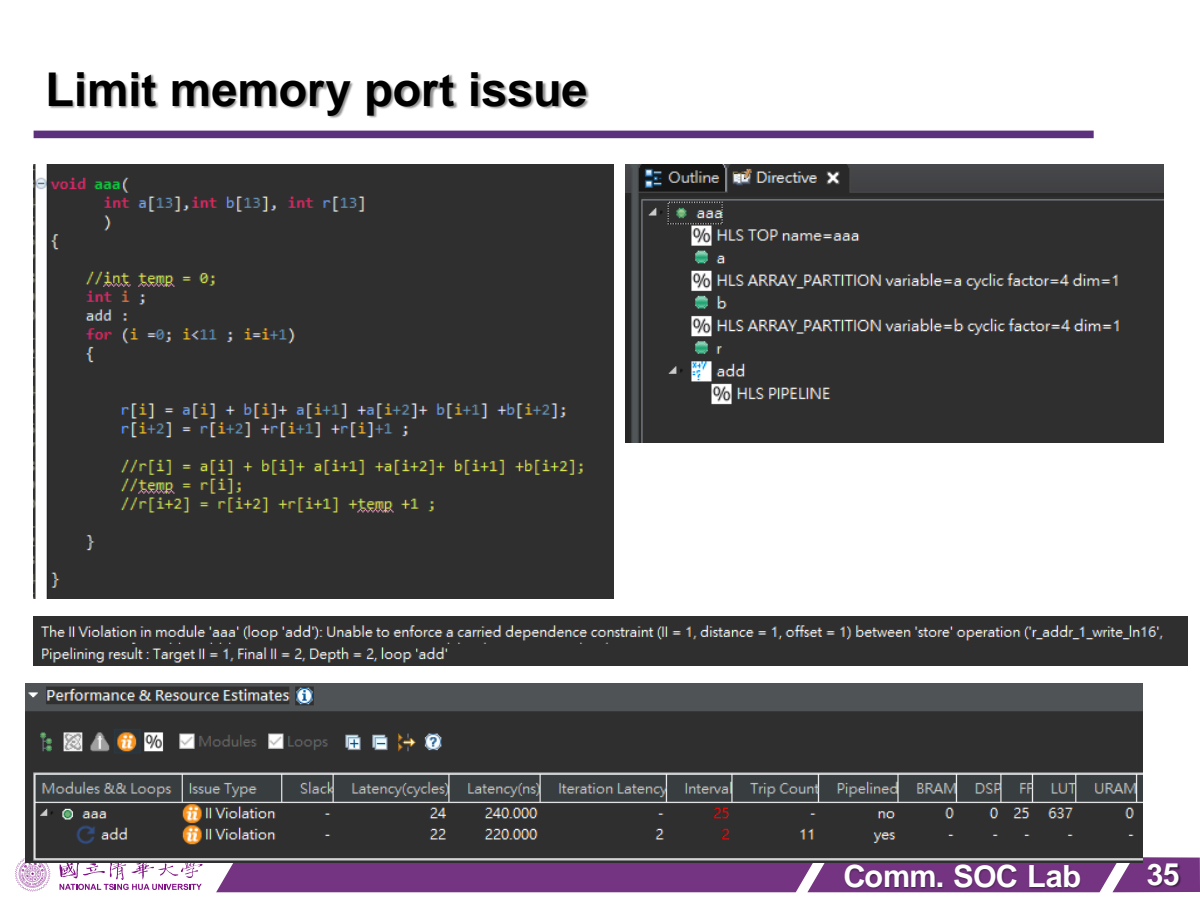 Limit memory port issue
void aaa(
int a[13],int b[13], int r[13]
)
{
//int temp = 0;
int i ;
add :
for (i =0; i<11 ; i=i+1)
{
r[i] = a[i] + b[i]+ a[i+1] +a[i+2]+ b[i+1] +b[i+2];
r[i+2] = r[i+2] +r[i+1] +r[i]+1 ;
//r[i] = a[i] + b[i]+ a[i+1] +a[i+2]+ b[i+1] +b[i+2];
//temp = r[i];
//r[i+2] = r[i+2] +r[i+1] +temp +1 ;
}
}
Outline Directive
aaa
% HLS TOP name=aaa
a
% HLS ARRAY_PARTITION variable=a cyclic factor=4 dim=1
b
% HLS ARRAY_PARTITION variable=b cyclic factor=4 dim=1
r
add
% HLS PIPELINE
The II Violation in module 'aaa' (loop 'add'): Unable to enforce a carried dependence constraint (II = 1, distance = 1, offset = 1) between 'store' operation ('r_addr_1_write_ln16',
Pipelining result : Target II = 1, Final II = 2, Depth = 2, loop 'add'
Performance & Resource Estimates
% Modules Loops
Modules && Loops Issue Type Slack Latency(cycles) Latency(ns) Iteration Latency Interval Trip Count Pipelined BRAM DSP FF LUT URAM
aaa II Violation - 24 240.000 - 25 - no 0 0 25 637 0
add II Violation - 22 220.000 2 2 11 yes - - - - -
國立清華大學
NATIONAL TSING HUA UNIVERSITY
Comm. SOC Lab
35